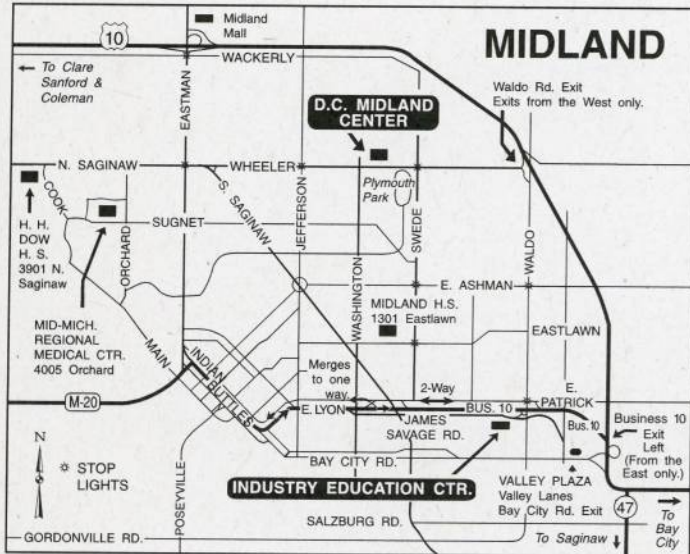 MIDLAND
10
Midland
Mall
WACKERLY
To Clare
Sanford &
Coleman
EASTMAN
Waldo Rd. Exit
Exits from the West only.
D.C. MIDLAND
CENTER
N. SAGINAW
WHEELER
S. SAGINAW
COOK
Plymouth
Park
SUGNET
H. H.
DOW
H. S.
3901 N.
Saginaw
ORCHARD
JEFFERSON
WASHINGTON
SWEDE
WALDO
E. ASHMAN
MIDLAND H.S.
1301 Eastlawn
EASTLAWN
MID-MICH.
REGIONAL
MEDICAL CTR.
4005 Orchard
MAIN
INDIAN
BUTTLES
Merges
to one
way
2-Way
E.
PATRICK
M-20
E. LYON
BUS. 10
JAMES
SAVAGE RD.
Bus. 10
Business 10
Exit
Left
(From the
East only.)
N
STOP
LIGHTS
POSEYVILLE
BAY CITY RD.
INDUSTRY EDUCATION CTR.
VALLEY PLAZA
Valley Lanes
Bay City Rd. Exit
47
To
Bay
City
GORDONVILLE RD.
SALZBURG RD.
To Saginaw